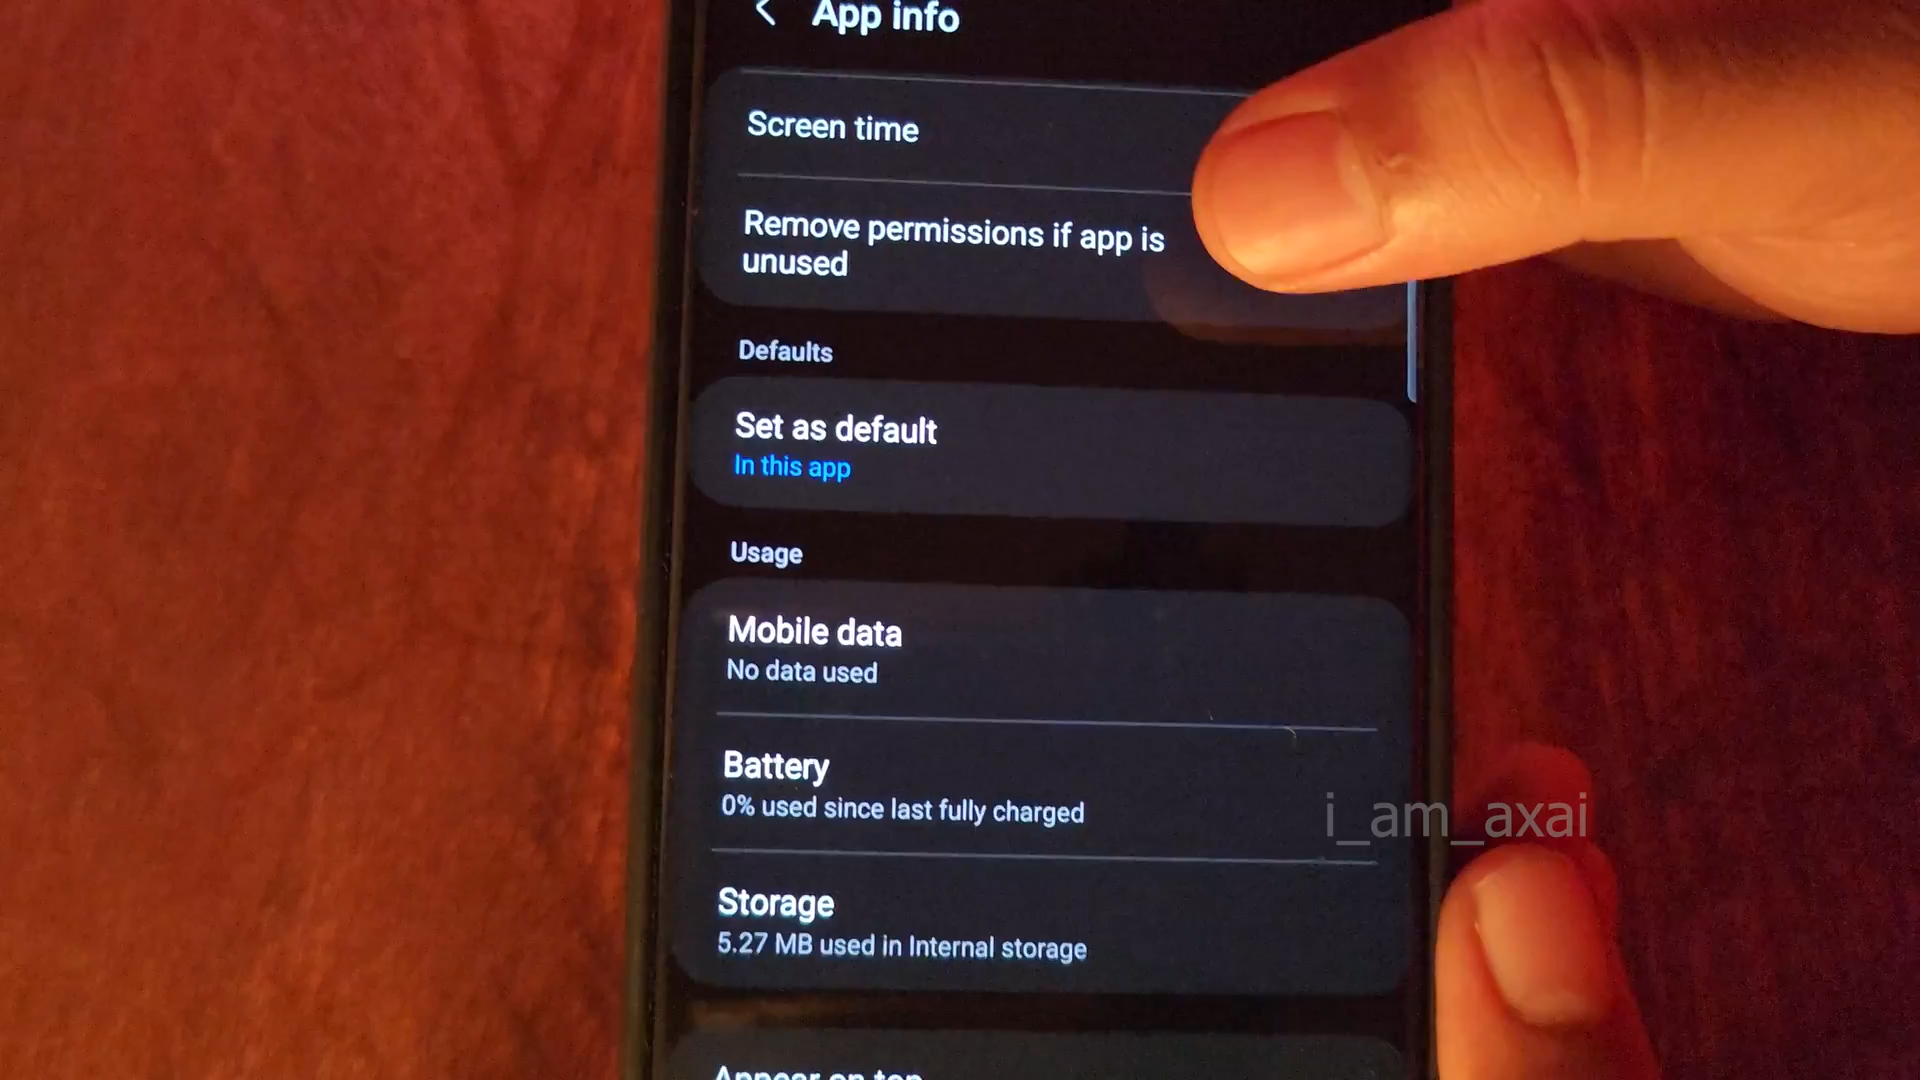 App info
Screen time
Remove permissions if app is
unused
Defaults
Set as default
In this app
Usage
Mobile data
No data used
Battery
0% used since last fully charged
i_am_axai
Storage
5.27 MB used in Internal storage
Appear on top